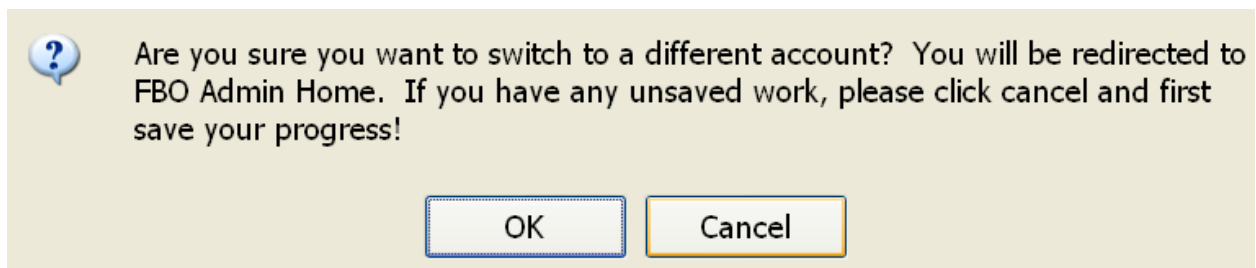 Are you sure you want to switch to a different account?  You will be redirected to
FBO Admin Home.  If you have any unsaved work, please click cancel and first
save your progress!
OK
Cancel